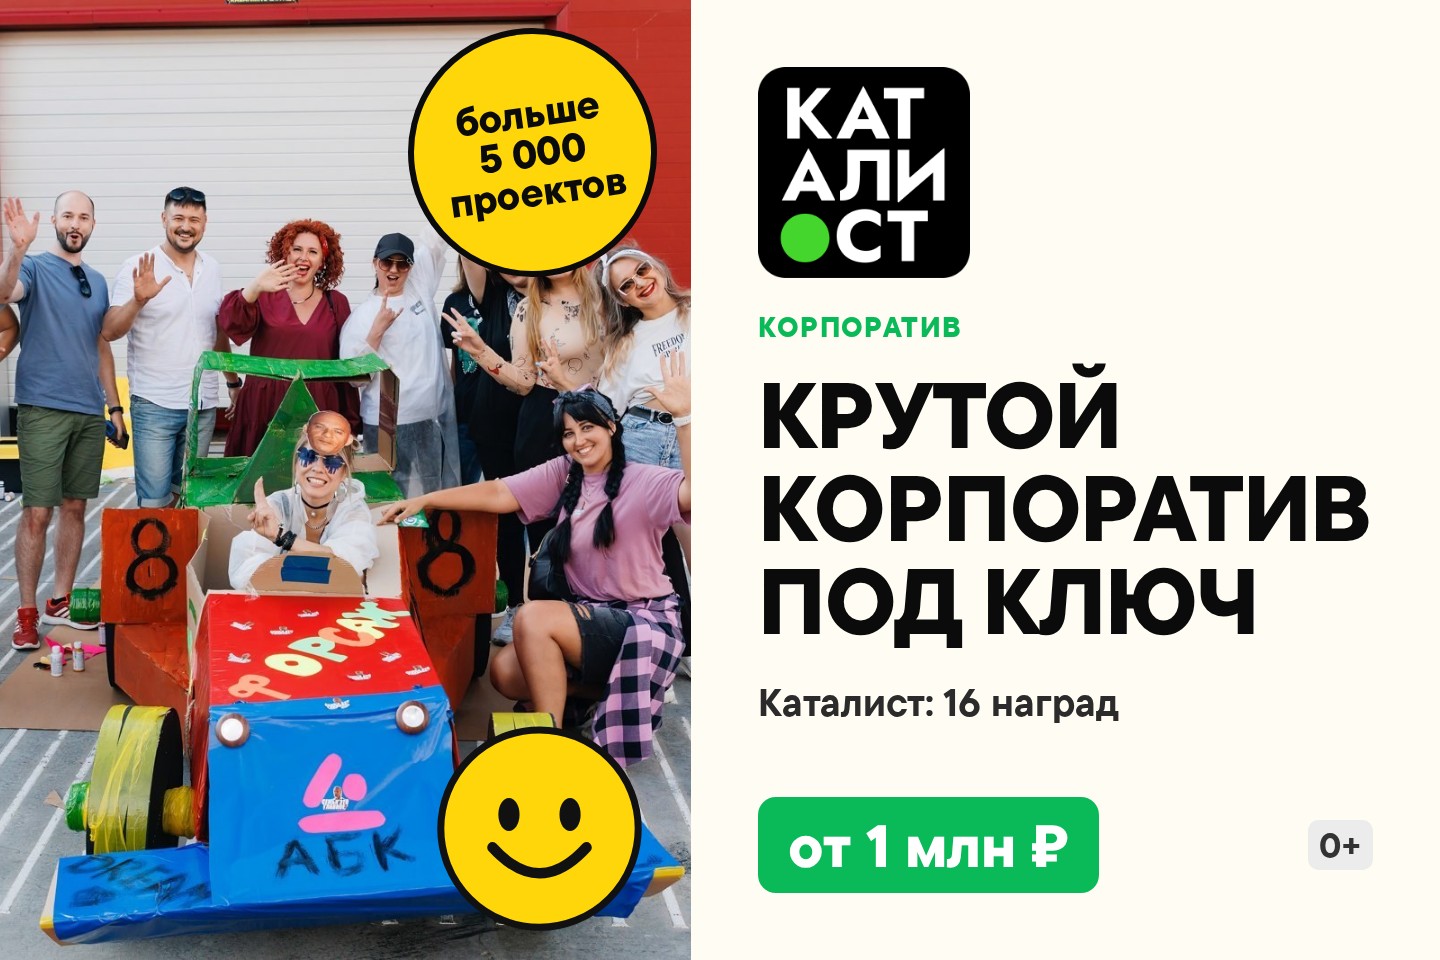 больше
5 000
проектов
8
8
ФОРСАЖ
АБК
FREEDOM
КАТ
АЛИ
СТ
КОРПОРАТИВ
КРУТОЙ
КОРПОРАТИВ
ПОД КЛЮЧ
Каталист: 16 наград
от 1 млн ₽
0+